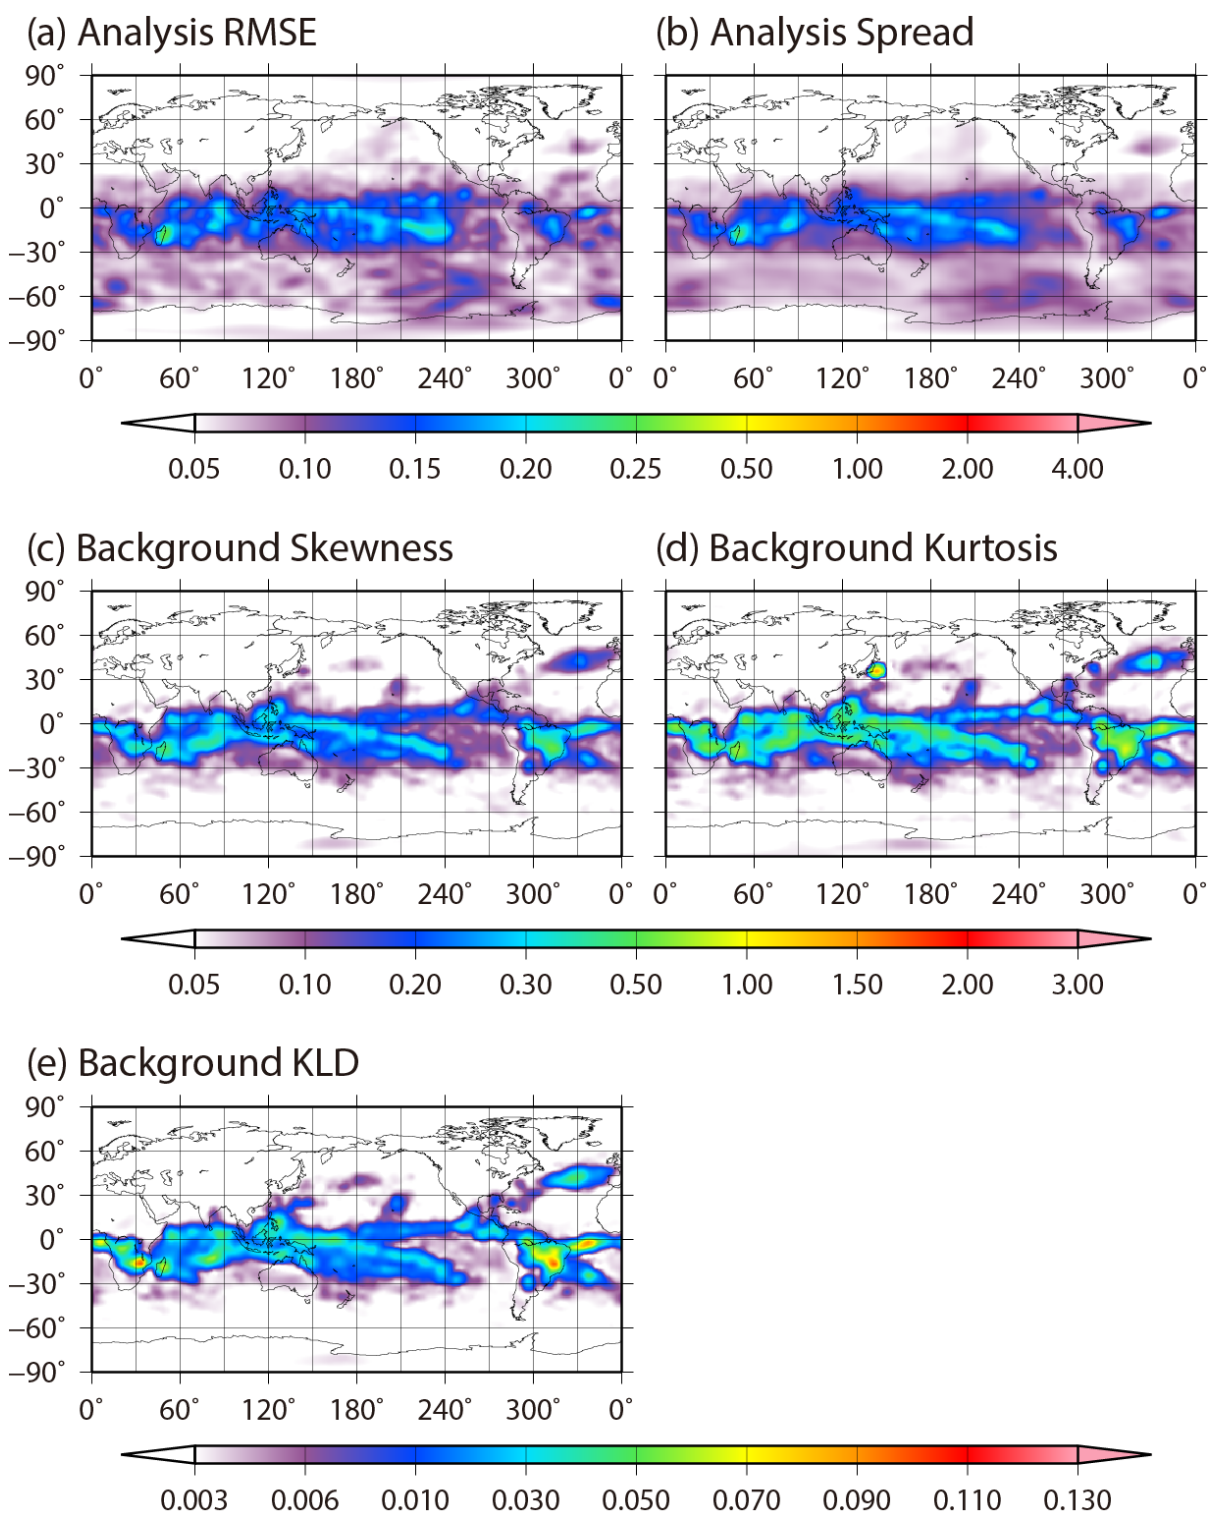 (a) Analysis RMSE (b) Analysis Spread
90° 
60° 
30° 
0° 
−30° 
−60° 
−90° 
0° 60° 120° 180° 240° 300° 0° 0° 60° 120° 180° 240° 300° 0°
0.05 0.10 0.15 0.20 0.25 0.50 1.00 2.00 4.00
(c) Background Skewness (d) Background Kurtosis
90°
60°
30°
0°
−30°
−60°
−90°
0° 60° 120° 180° 240° 300° 0° 0° 60° 120° 180° 240° 300° 0°
0.05 0.10 0.20 0.30 0.50 1.00 1.50 2.00 3.00
(e) Background KLD
90°
60°
30°
0°
−30°
−60°
−90°
0° 60° 120° 180° 240° 300° 0°
0.003 0.006 0.010 0.030 0.050 0.070 0.090 0.110 0.130